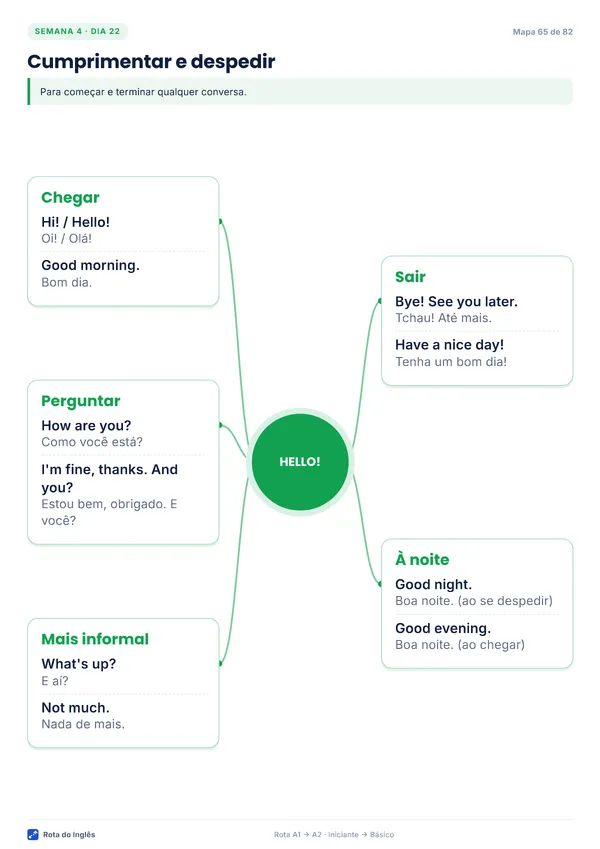 SEMANA 4 · DIA 22
Mapa 65 de 82
Cumprimentar e despedir
Para começar e terminar qualquer conversa.
Chegar
Hi! / Hello!
Oi! / Olá!
Good morning.
Bom dia.
Sair
Bye! See you later.
Tchau! Até mais.
Have a nice day!
Tenha um bom dia!
Perguntar
How are you?
Como você está?
I'm fine, thanks. And
you?
Estou bem, obrigado. E
você?
HELLO!
À noite
Good night.
Boa noite. (ao se despedir)
Good evening.
Boa noite. (ao chegar)
Mais informal
What's up?
E aí?
Not much.
Nada de mais.
Rota do Inglês
Rota A1 → A2 · Iniciante → Básico